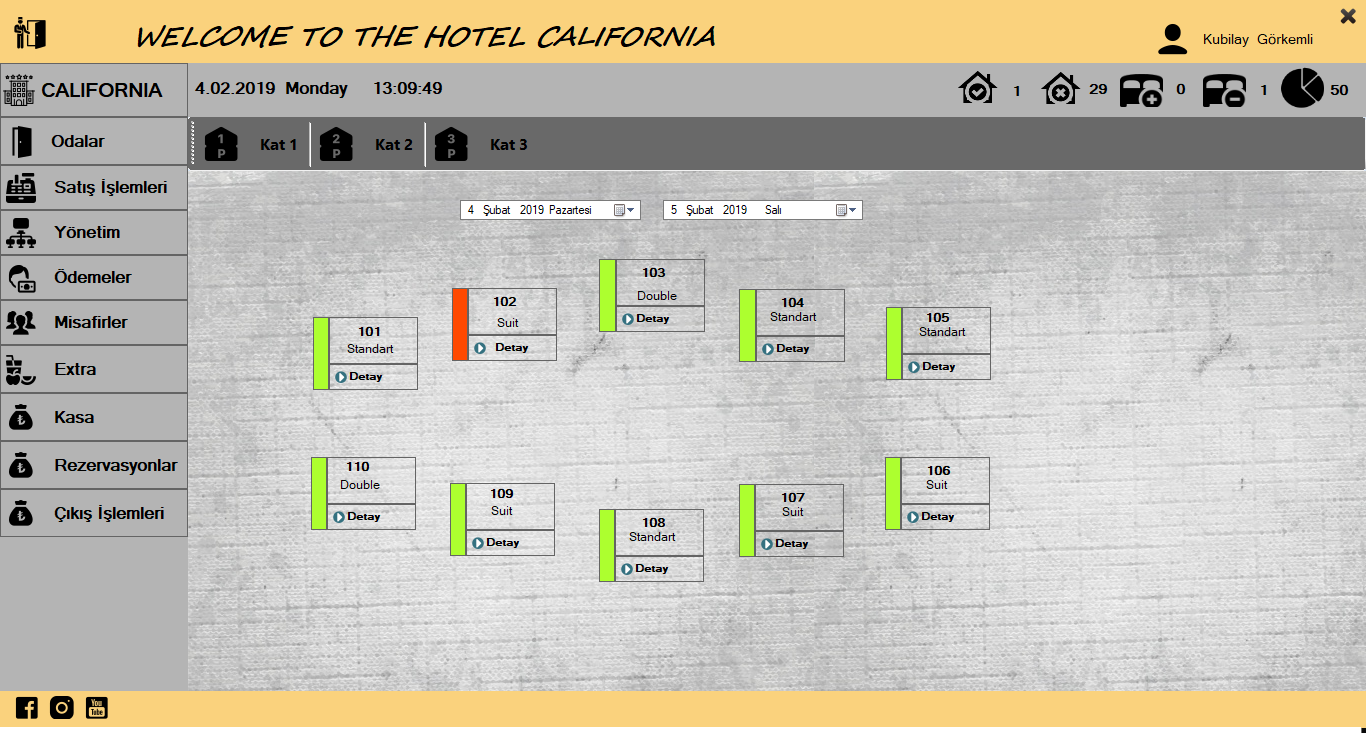 WELCOME TO THE HOTEL CALIFORNIA
Kubilay Görkemli
CALIFORNIA
4.02.2019 Monday 13:09:49
1
29
0
1
50
Odalar
Satış İşlemleri
Yönetim
Ödemeler
Misafirler
Extra
Kasa
Rezervasyonlar
Çıkış İşlemleri
1 P Kat 1
2 P Kat 2
3 P Kat 3
4 Şubat 2019 Pazartesi
5 Şubat 2019 Salı
101
Standart
Detay
102
Suit
Detay
103
Double
Detay
104
Standart
Detay
105
Standart
Detay
110
Double
Detay
109
Suit
Detay
108
Standart
Detay
107
Suit
Detay
106
Suit
Detay
You
Tube